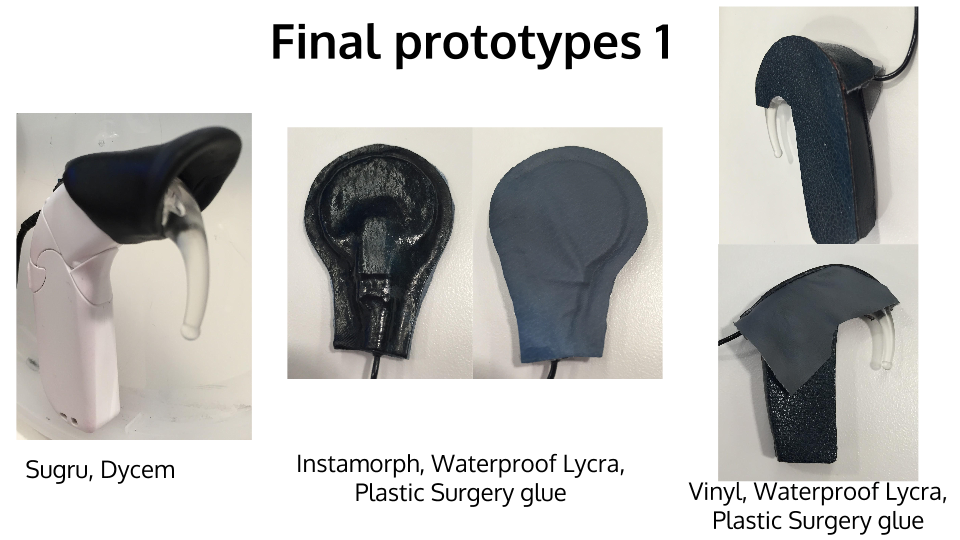 Final prototypes 1
Sugru, Dycem
Instamorph, Waterproof Lycra,
Plastic Surgery glue
Vinyl, Waterproof Lycra,
Plastic Surgery glue